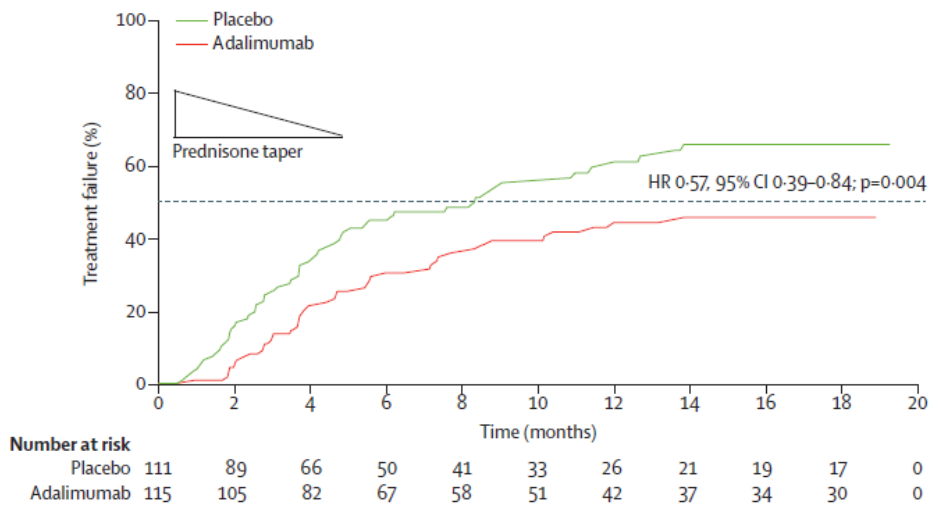 Placebo
Adalimumab
Prednisone taper
HR 0·57, 95% CI 0·39–0·84; p=0·004
Treatment failure (%)
100
80
60
40
20
0
0 2 4 6 8 10 12 14 16 18 20
Time (months)
Number at risk
Placebo 111 89 66 50 41 33 26 21 19 17 0
Adalimumab 115 105 82 67 58 51 42 37 34 30 0